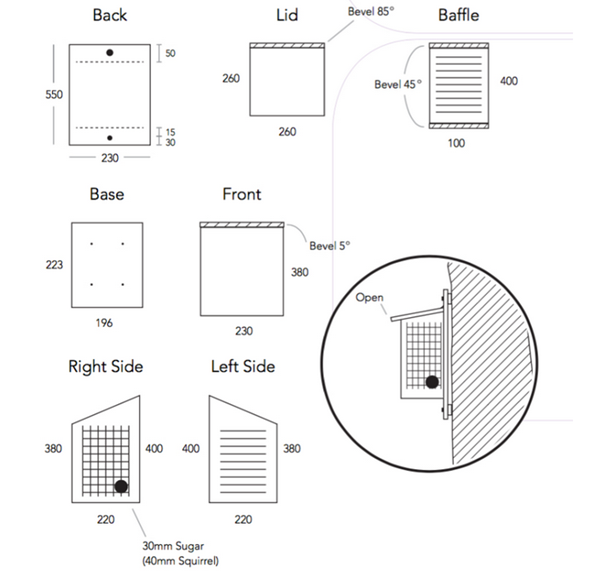 Back
Lid
Bevel 85°
Baffle
50
550
15
30
230
260
260
Bevel 45°
400
100
Base
Front
223
196
Bevel 5°
380
230
Open
Right Side
Left Side
380
400
400
380
220
220
30mm Sugar
(40mm Squirrel)